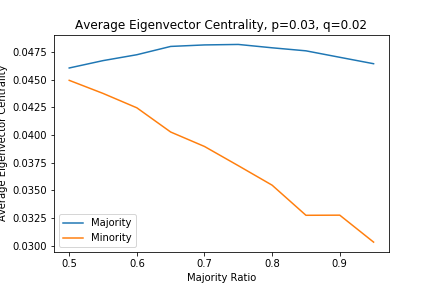 Average Eigenvector Centrality, p=0.03, q=0.02
Average Eigenvector Centrality
0.0475
0.0450
0.0425
0.0400
0.0375
0.0350
0.0325
0.0300
Majority
Minority
0.5 0.6 0.7 0.8 0.9
Majority Ratio